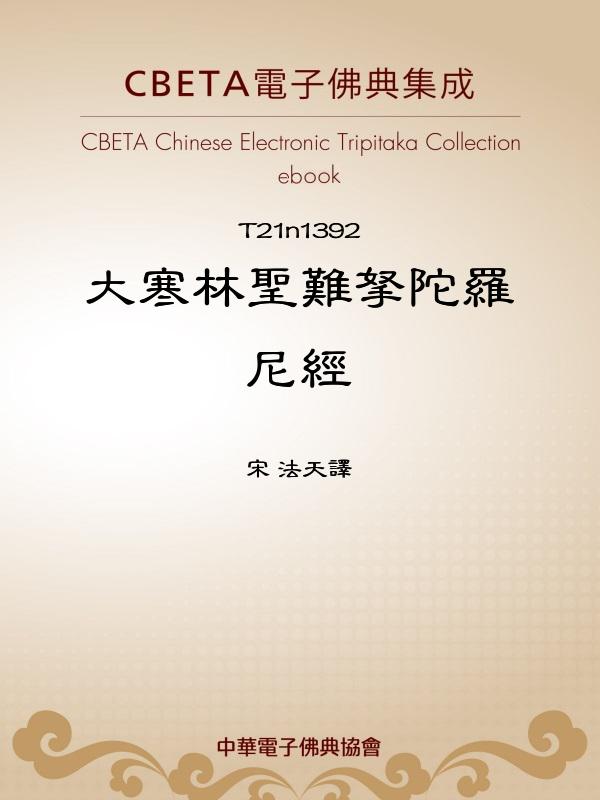 CBETA電子佛典集成
CBETA Chinese Electronic Tripitaka Collection
ebook
T21n1392
大寒林聖難拏陀羅
尼經
宋 法天譯
中華電子佛典協會